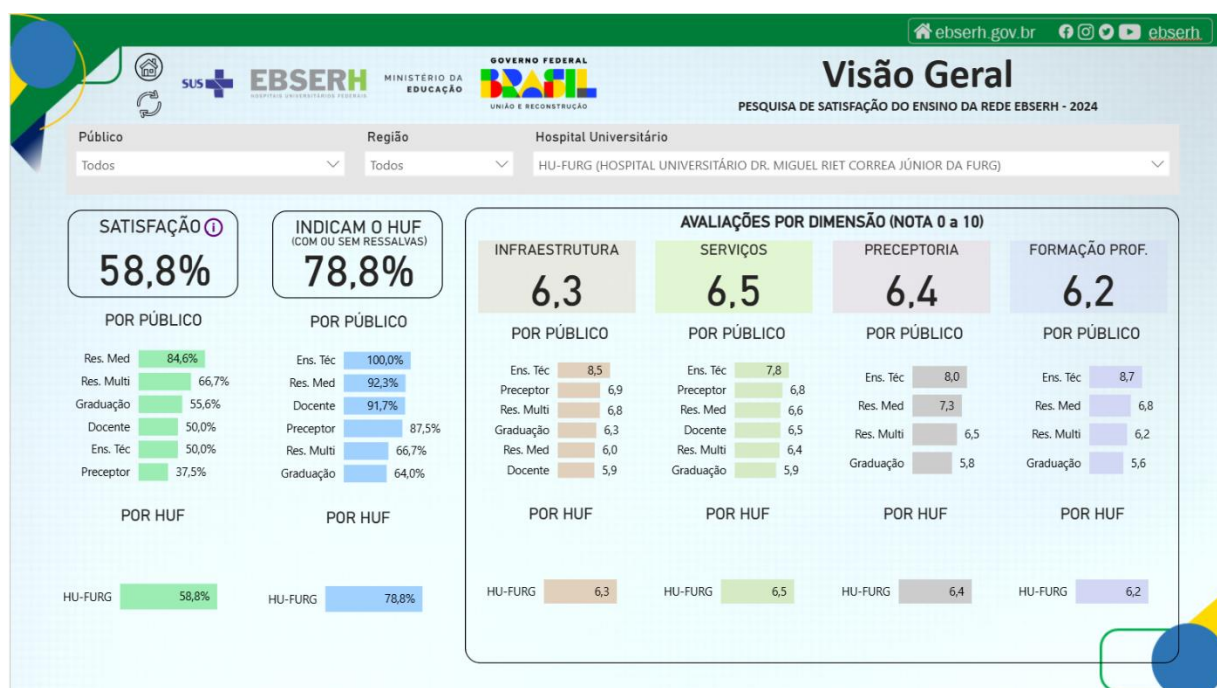 ebserh.gov.br ebserh
SUS EBSERH MINISTÉRIO DA EDUCAÇÃO
HOSPITAIS UNIVERSITÁRIOS FEDERAIS
GOVERNO FEDERAL
BRASIL
UNIÃO E RECONSTRUÇÃO
Visão Geral
PESQUISA DE SATISFAÇÃO DO ENSINO DA REDE EBSERH - 2024
Público Região Hospital Universitário
Todos Todos HU-FURG (HOSPITAL UNIVERSITÁRIO DR. MIGUEL RIET CORREA JÚNIOR DA FURG)
SATISFAÇÃO
58,8%
POR PÚBLICO
Res. Med 84,6%
Res. Multi 66,7%
Graduação 55,6%
Docente 50,0%
Ens. Téc 50,0%
Preceptor 37,5%
POR HUF
HU-FURG 58,8%
INDICAM O HUF
(COM OU SEM RESSALVAS)
78,8%
POR PÚBLICO
Ens. Téc 100,0%
Res. Med 92,3%
Docente 91,7%
Preceptor 87,5%
Res. Multi 66,7%
Graduação 64,0%
POR HUF
HU-FURG 78,8%
AVALIAÇÕES POR DIMENSÃO (NOTA 0 a 10)
INFRAESTRUTURA
6,3
POR PÚBLICO
Ens. Téc 8,5
Preceptor 6,9
Res. Multi 6,8
Graduação 6,3
Res. Med 6,0
Docente 5,9
POR HUF
HU-FURG 6,3
SERVIÇOS
6,5
POR PÚBLICO
Ens. Téc 7,8
Preceptor 6,8
Res. Med 6,6
Docente 6,5
Res. Multi 6,4
Graduação 5,9
POR HUF
HU-FURG 6,5
PRECEPTORIA
6,4
POR PÚBLICO
Ens. Téc 8,0
Res. Med 7,3
Res. Multi 6,5
Graduação 5,8
POR HUF
HU-FURG 6,4
FORMAÇÃO PROF.
6,2
POR PÚBLICO
Ens. Téc 8,7
Res. Med 6,8
Res. Multi 6,2
Graduação 5,6
POR HUF
HU-FURG 6,2